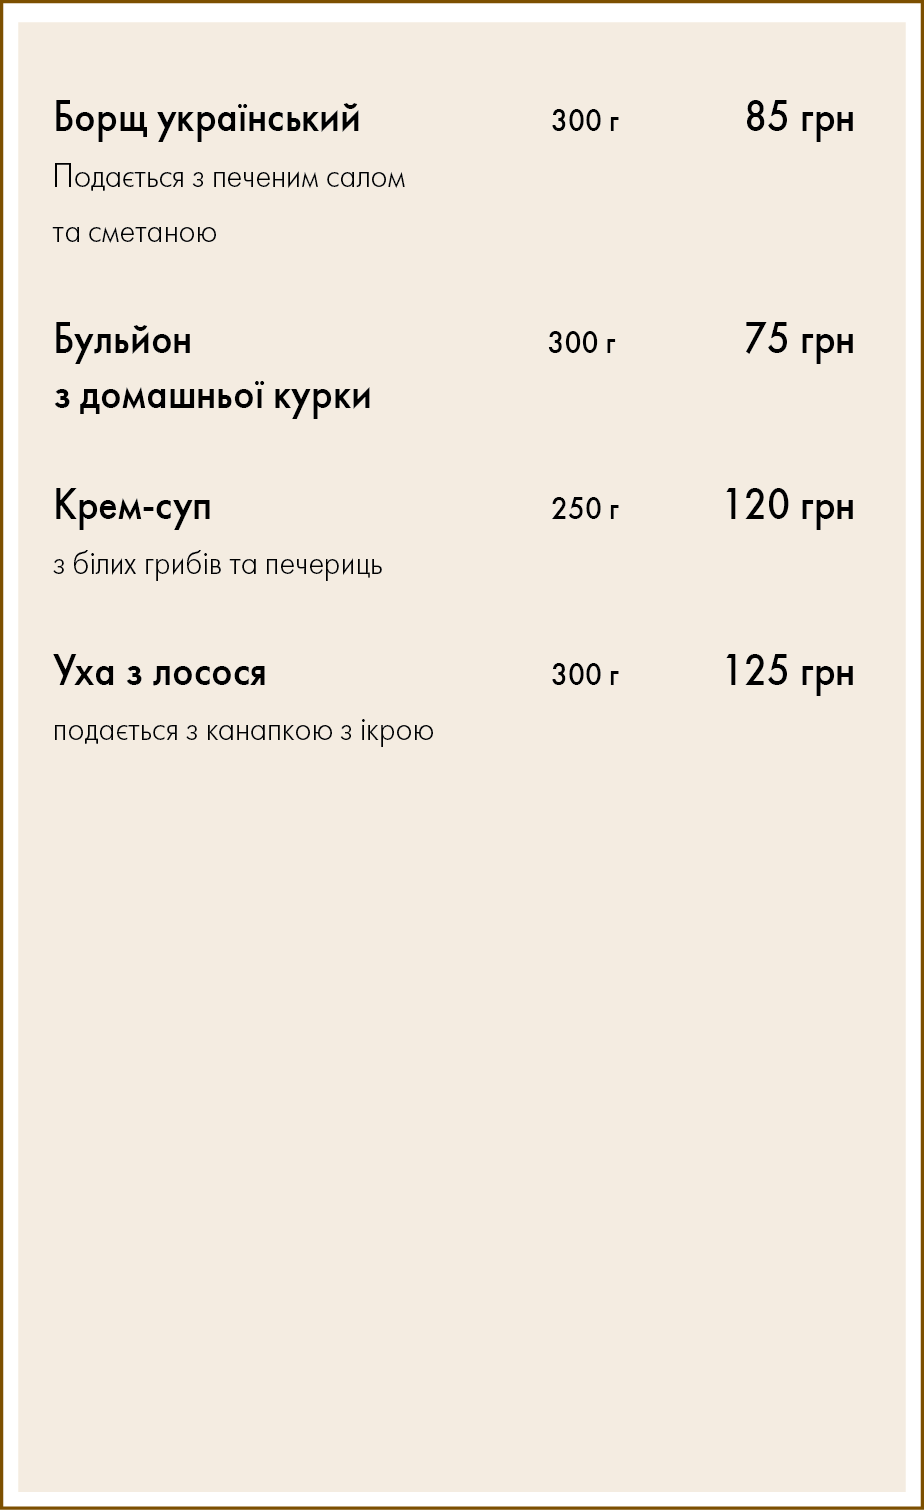 Борщ український 300 г 85 грн
Подається з печеним салом
та сметаною
Бульйон 300 г 75 грн
з домашньої курки
Крем-суп 250 г 120 грн
з білих грибів та печериць
Уха з лосося 300 г 125 грн
подається з канапкою з ікрою